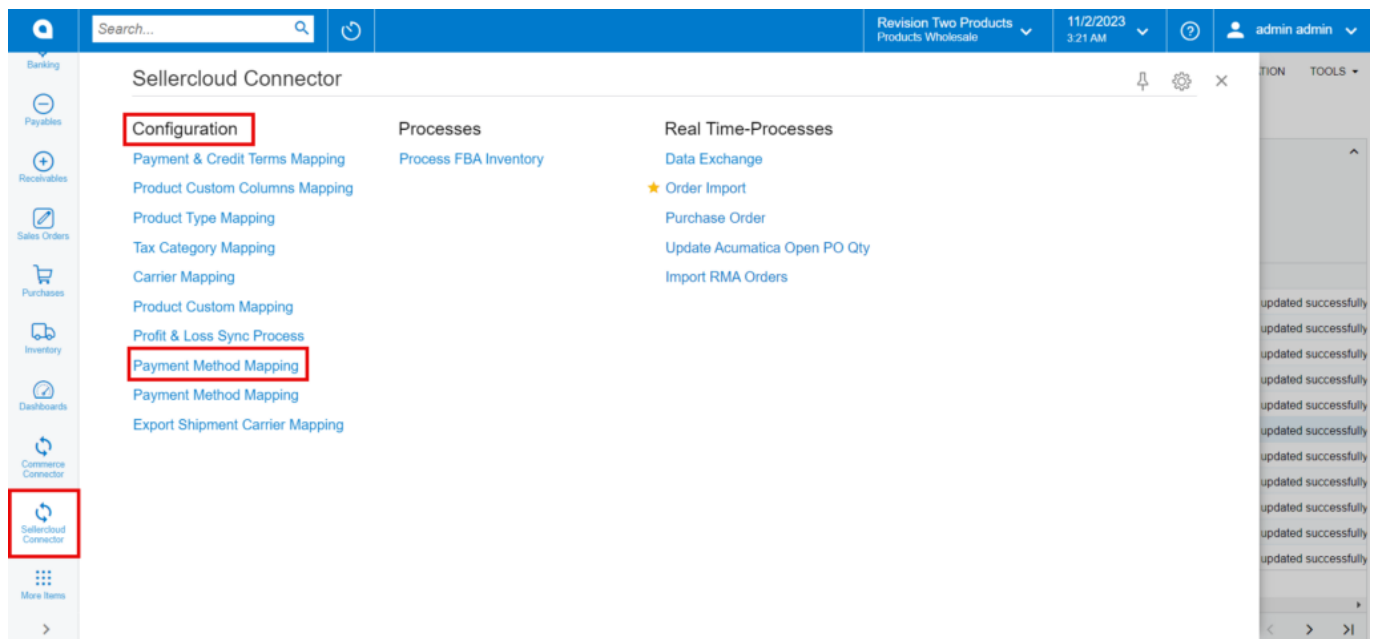 Search...
Revision Two Products
Products Wholesale
11/2/2023
3:21 AM
admin admin
Banking
Payables
Receivables
Sales Orders
Purchases
Inventory
Dashboards
Commerce
Connector
Sellercloud
Connector
More Items
Sellercloud Connector
Configuration
Payment & Credit Terms Mapping
Product Custom Columns Mapping
Product Type Mapping
Tax Category Mapping
Carrier Mapping
Product Custom Mapping
Profit & Loss Sync Process
Payment Method Mapping
Payment Method Mapping
Export Shipment Carrier Mapping
Processes
Process FBA Inventory
Real Time-Processes
Data Exchange
Order Import
Purchase Order
Update Acumatica Open PO Qty
Import RMA Orders
TION TOOLS
updated successfully
updated successfully
updated successfully
updated successfully
updated successfully
updated successfully
updated successfully
updated successfully
updated successfully
updated successfully
updated successfully